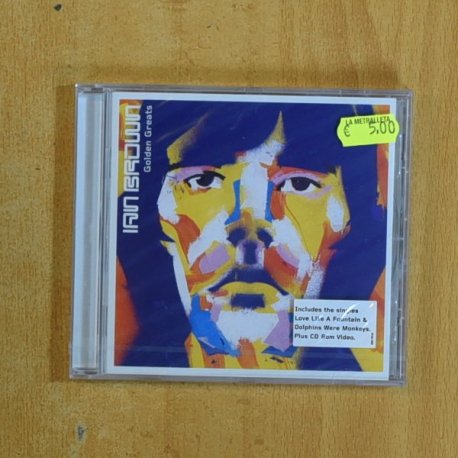 IAN BROWN
Golden Greats
LA METRALLETA
€ 5,00
Includes the singles
Love Like A Fountain &
Dolphins Were Monkeys.
Plus CD Rom Video.